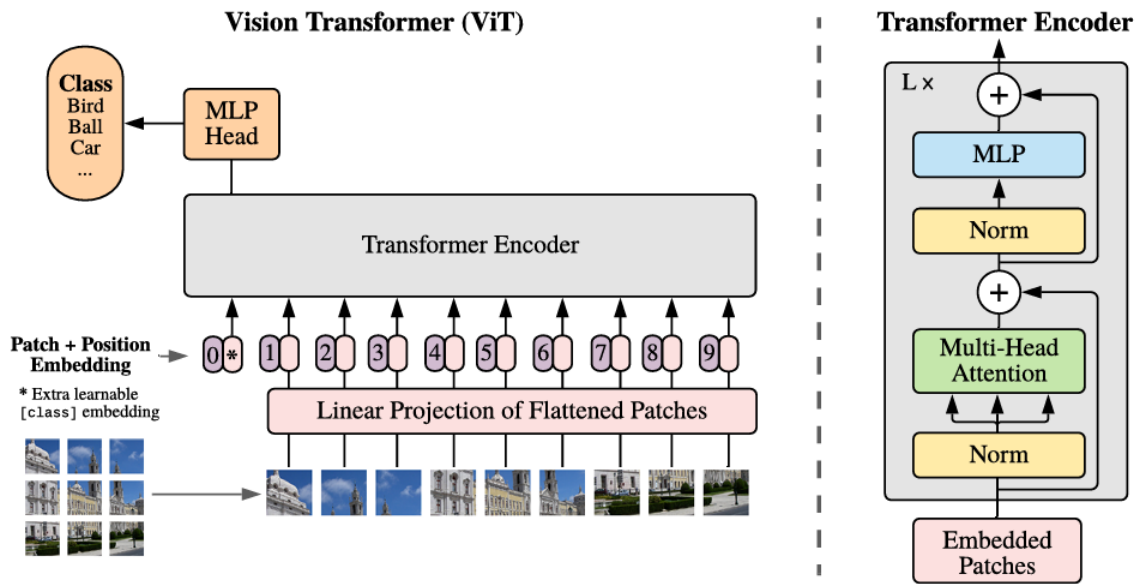 Vision Transformer (ViT)
Class
Bird
Ball
Car
...
MLP
Head
Transformer Encoder
Patch + Position
Embedding
* Extra learnable
[class] embedding
0 * 1 2 3 4 5 6 7 8 9
Linear Projection of Flattened Patches
Transformer Encoder
L ×
+
MLP
Norm
+
Multi-Head
Attention
Norm
Embedded
Patches